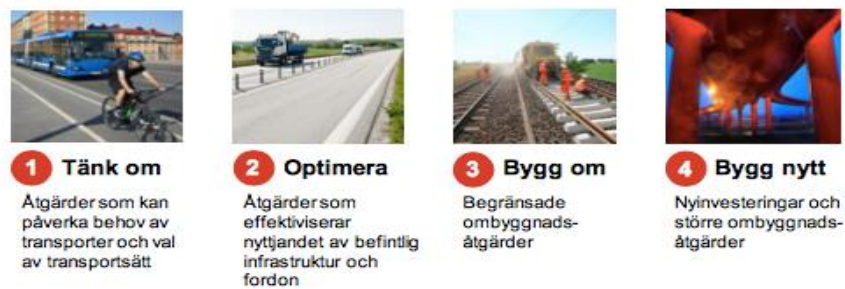 1 Tänk om
Åtgärder som kan
påverka behov av
transporter och val
av transportsätt
2 Optimera
Åtgärder som
effektiviserar
nyttjandet av befintlig
infrastruktur och
fordon
3 Bygg om
Begränsade
ombyggnads-
åtgärder
4 Bygg nytt
Nyinvesteringar och
större ombyggnads-
åtgärder